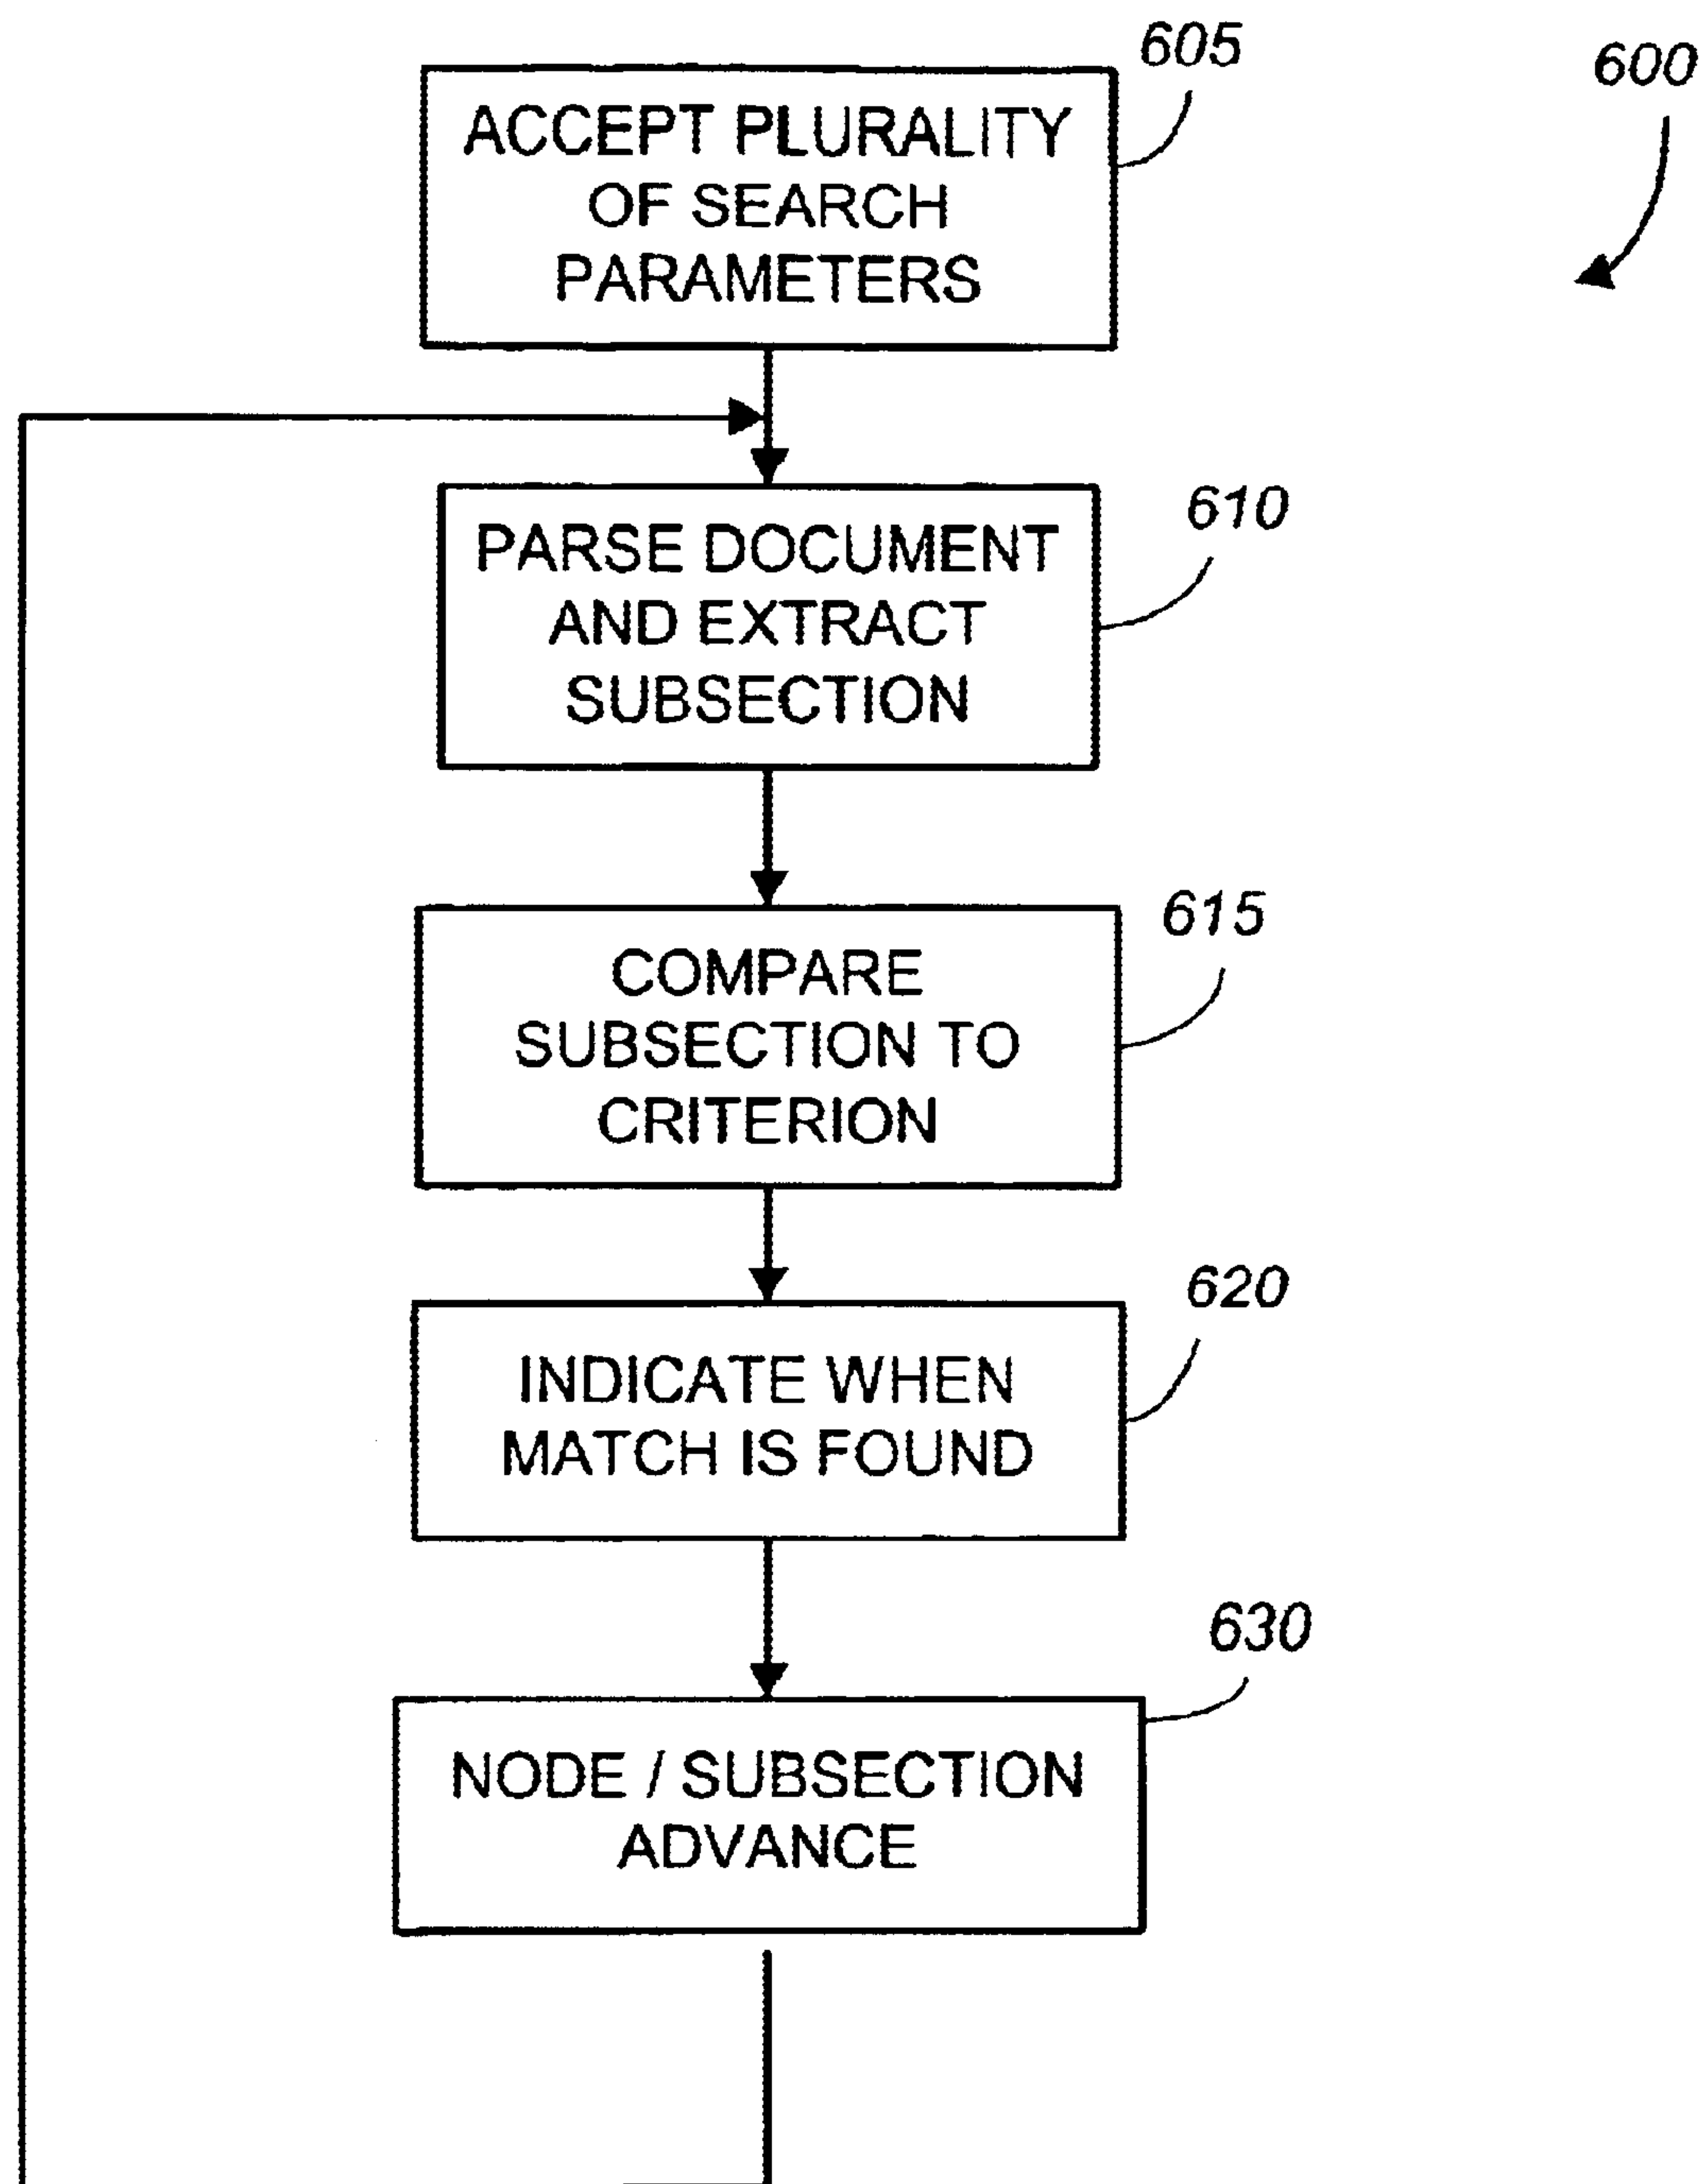 605
600
ACCEPT PLURALITY
OF SEARCH
PARAMETERS
610
PARSE DOCUMENT
AND EXTRACT
SUBSECTION
615
COMPARE
SUBSECTION TO
CRITERION
620
INDICATE WHEN
MATCH IS FOUND
630
NODE / SUBSECTION
ADVANCE